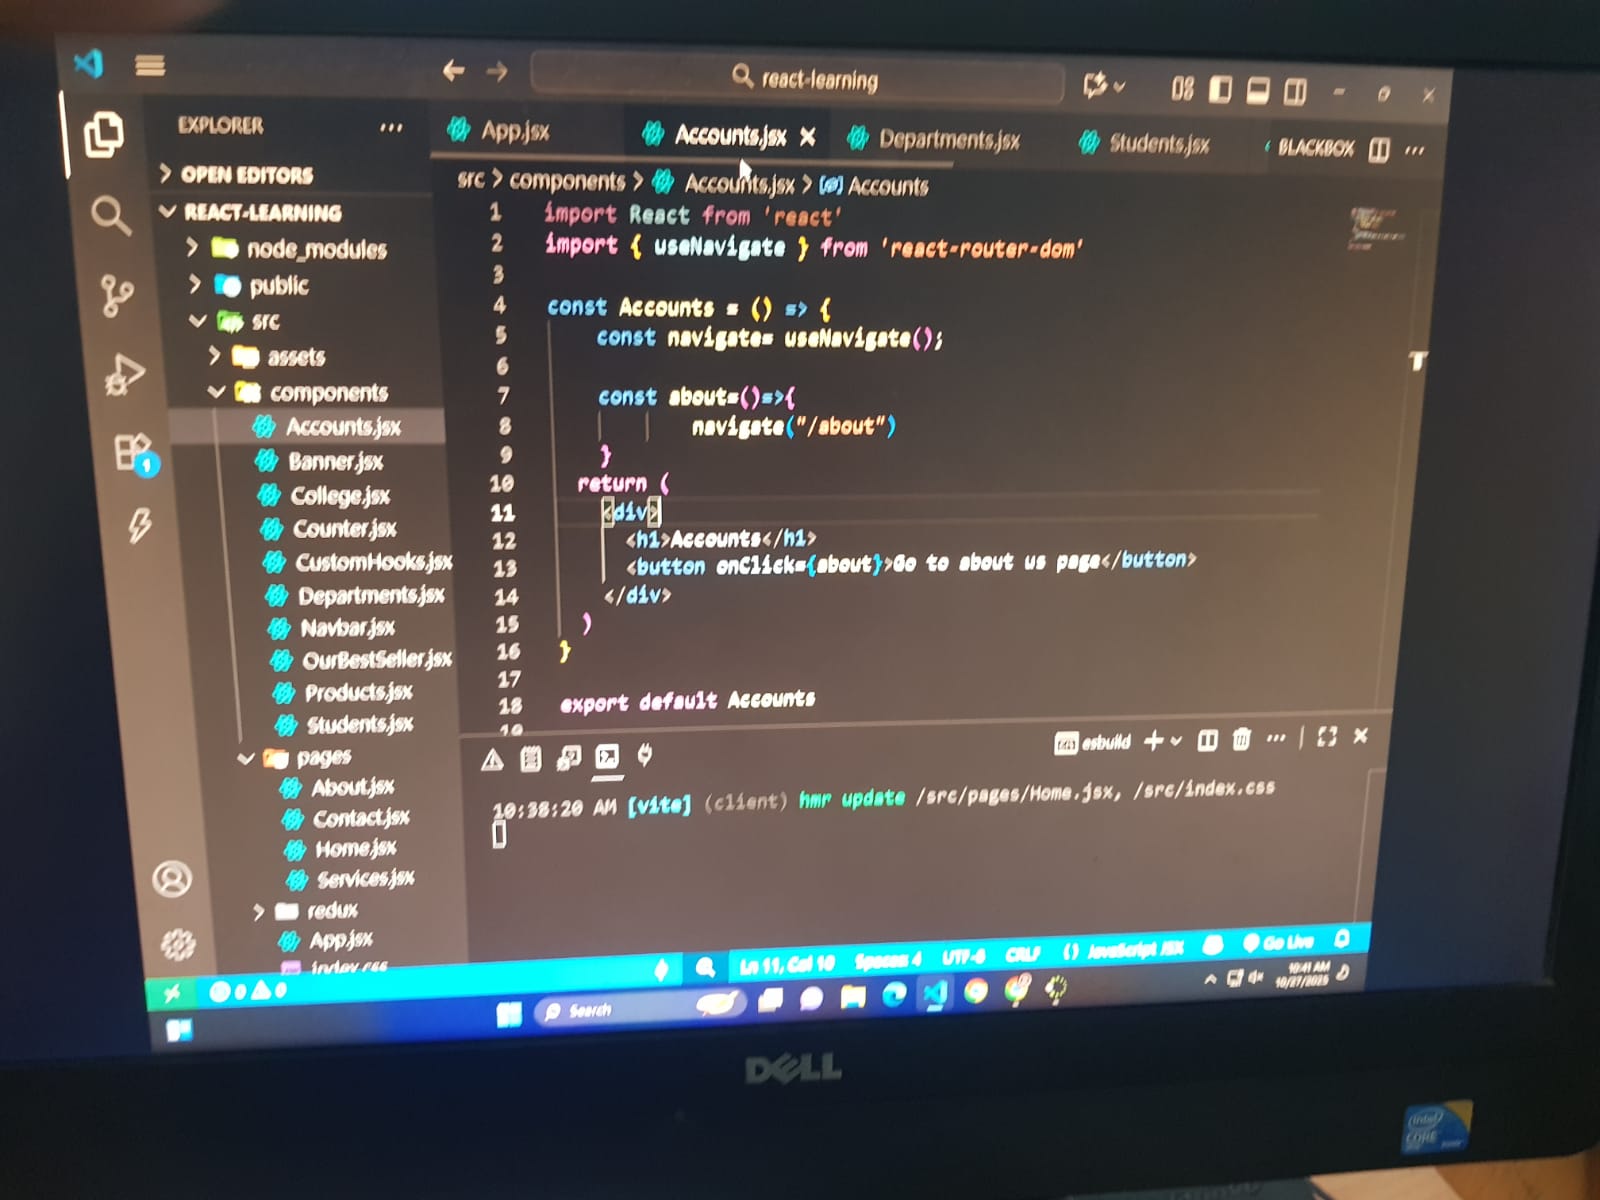 react-learning
EXPLORER
OPEN EDITORS
REACT-LEARNING
node_modules
public
src
assets
components
Accounts.jsx
Banner.jsx
College.jsx
Counter.jsx
CustomHooks.jsx
Departments.jsx
Navbar.jsx
OurBestSeller.jsx
Products.jsx
Students.jsx
pages
About.jsx
Contact.jsx
Home.jsx
Services.jsx
redux
App.jsx
index.css
App.jsx Accounts.jsx Departments.jsx Students.jsx BLACKBOX
src > components > Accounts.jsx > Accounts
1 import React from 'react'
2 import { useNavigate } from 'react-router-dom'
3
4 const Accounts = () => {
5 const navigate= useNavigate();
6
7 const about=()=>{
8 navigate("/about")
9 }
10 return (
11 <div>
12 <h1>Accounts</h1>
13 <button onClick={about}>Go to about us page</button>
14 </div>
15 )
16 }
17
18 export default Accounts
19
esbuild
10:38:20 AM [vite] (client) hmr update /src/pages/Home.jsx, /src/index.css
0 0 Ln 11, Col 10 Spaces: 4 UTF-8 CRLF {} JavaScript JSX Go Live
Search
10:41 AM
10/27/2025
DELL
intel
CORE